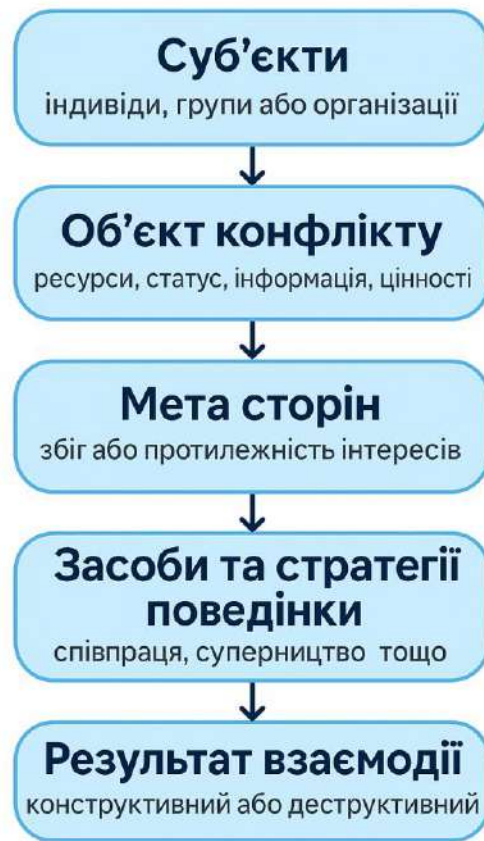 Суб’єкти
індивіди, групи або організації
Об’єкт конфлікту
ресурси, статус, інформація, цінності
Мета сторін
збіг або протилежність інтересів
Засоби та стратегії
поведінки
співпраця, суперництво тощо
Результат взаємодії
конструктивний або деструктивний